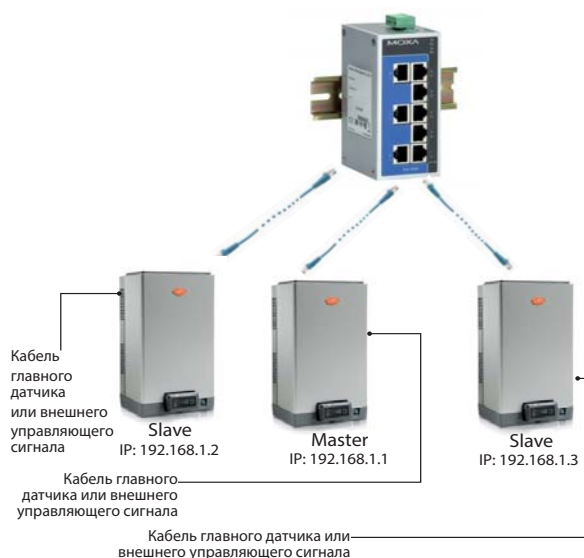 MOXA
Кабель
главного
датчика
или внешнего
управляющего
сигнала
Slave
IP: 192.168.1.2
Master
IP: 192.168.1.1
Slave
IP: 192.168.1.3
Кабель главного
датчика или внешнего
управляющего сигнала
Кабель главного датчика или
внешнего управляющего сигнала